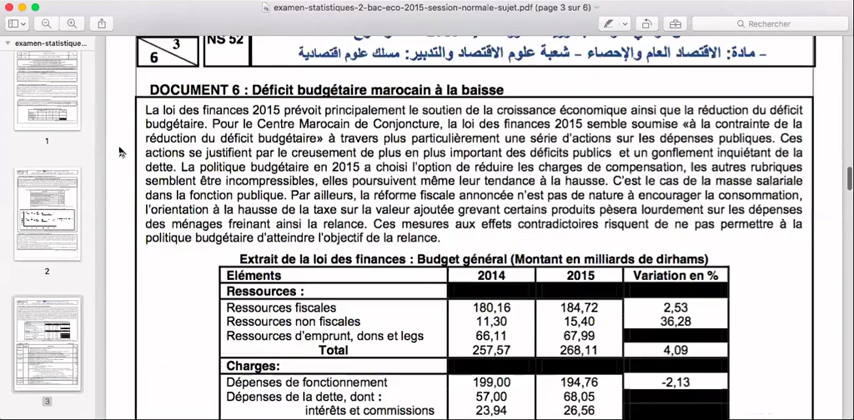 examen-statistiques-2-bac-eco-2015-session-normale-sujet.pdf (page 3 sur 6)
Rechercher
examen-statistique...
1
2
3
3
6
NS 52
مادة: الاقتصاد العام والإحصاء – شعبة علوم الاقتصاد والتدبير: مسلك علوم اقتصادية –
DOCUMENT 6 : Déficit budgétaire marocain à la baisse
La loi des finances 2015 prévoit principalement le soutien de la croissance économique ainsi que la réduction du déficit
budgétaire. Pour le Centre Marocain de Conjoncture, la loi des finances 2015 semble soumise «à la contrainte de la
réduction du déficit budgétaire» à travers plus particulièrement une série d'actions sur les dépenses publiques. Ces
actions se justifient par le creusement de plus en plus important des déficits publics et un gonflement inquiétant de la
dette. La politique budgétaire en 2015 a choisi l'option de réduire les charges de compensation, les autres rubriques
semblent être incompressibles, elles poursuivent même leur tendance à la hausse. C'est le cas de la masse salariale
dans la fonction publique. Par ailleurs, la réforme fiscale annoncée n'est pas de nature à encourager la consommation,
l'orientation à la hausse de la taxe sur la valeur ajoutée grevant certains produits pèsera lourdement sur les dépenses
des ménages freinant ainsi la relance. Ces mesures aux effets contradictoires risquent de ne pas permettre à la
politique budgétaire d'atteindre l'objectif de la relance.
Extrait de la loi des finances : Budget général (Montant en milliards de dirhams)
Eléments 2014 2015 Variation en %
Ressources :
Ressources fiscales 180,16 184,72 2,53
Ressources non fiscales 11,30 15,40 36,28
Ressources d'emprunt, dons et legs 66,11 67,99
Total 257,57 268,11 4,09
Charges:
Dépenses de fonctionnement 199,00 194,76 -2,13
Dépenses de la dette, dont : 57,00 68,05
intérêts et commissions 23,94 26,56